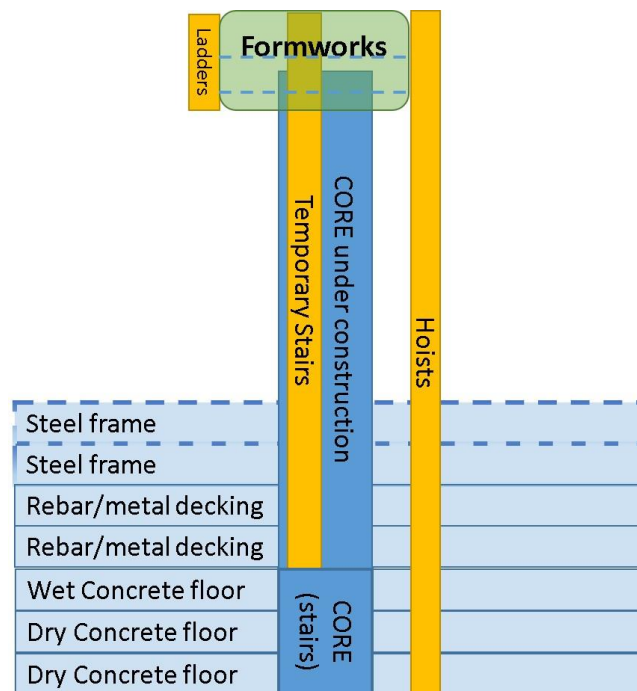 Ladders
Formworks
Temporary Stairs
CORE under construction
Hoists
Steel frame
Steel frame
Rebar/metal decking
Rebar/metal decking
Wet Concrete floor
Dry Concrete floor
Dry Concrete floor
CORE
(stairs)